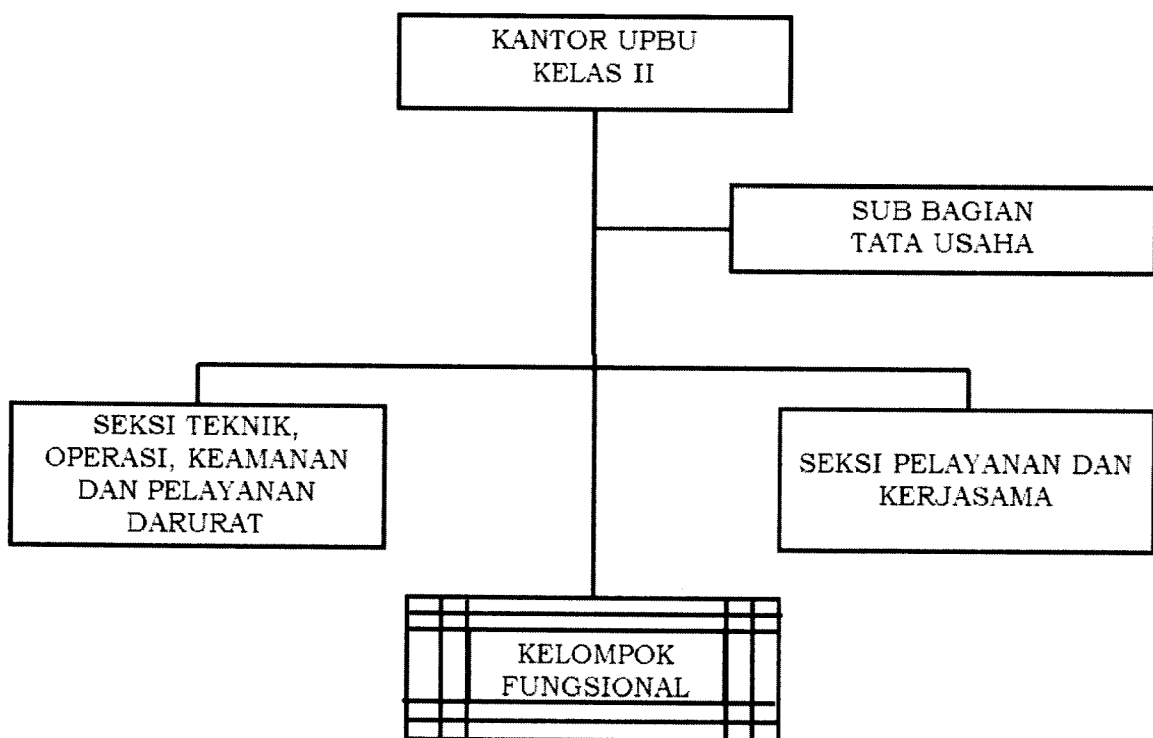 KANTOR UPBU
KELAS II
SUB BAGIAN
TATA USAHA
SEKSI TEKNIK,
OPERASI, KEAMANAN
DAN PELAYANAN
DARURAT
SEKSI PELAYANAN DAN
KERJASAMA
KELOMPOK
FUNGSIONAL